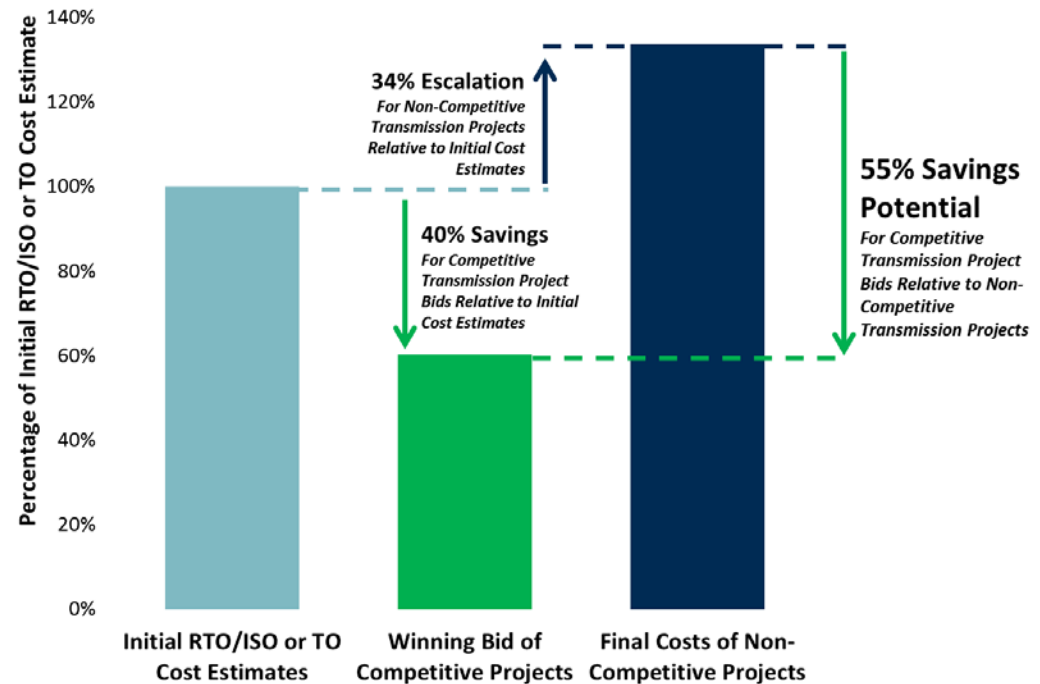 Percentage of Initial RTO/ISO or TO Cost Estimate
140%
120%
100%
80%
60%
40%
20%
0%
34% Escalation
For Non-Competitive
Transmission Projects
Relative to Initial Cost
Estimates
40% Savings
For Competitive
Transmission Project
Bids Relative to Initial
Cost Estimates
55% Savings
Potential
For Competitive
Transmission Project
Bids Relative to Non-
Competitive
Transmission Projects
Initial RTO/ISO or TO
Cost Estimates
Winning Bid of
Competitive Projects
Final Costs of Non-
Competitive Projects